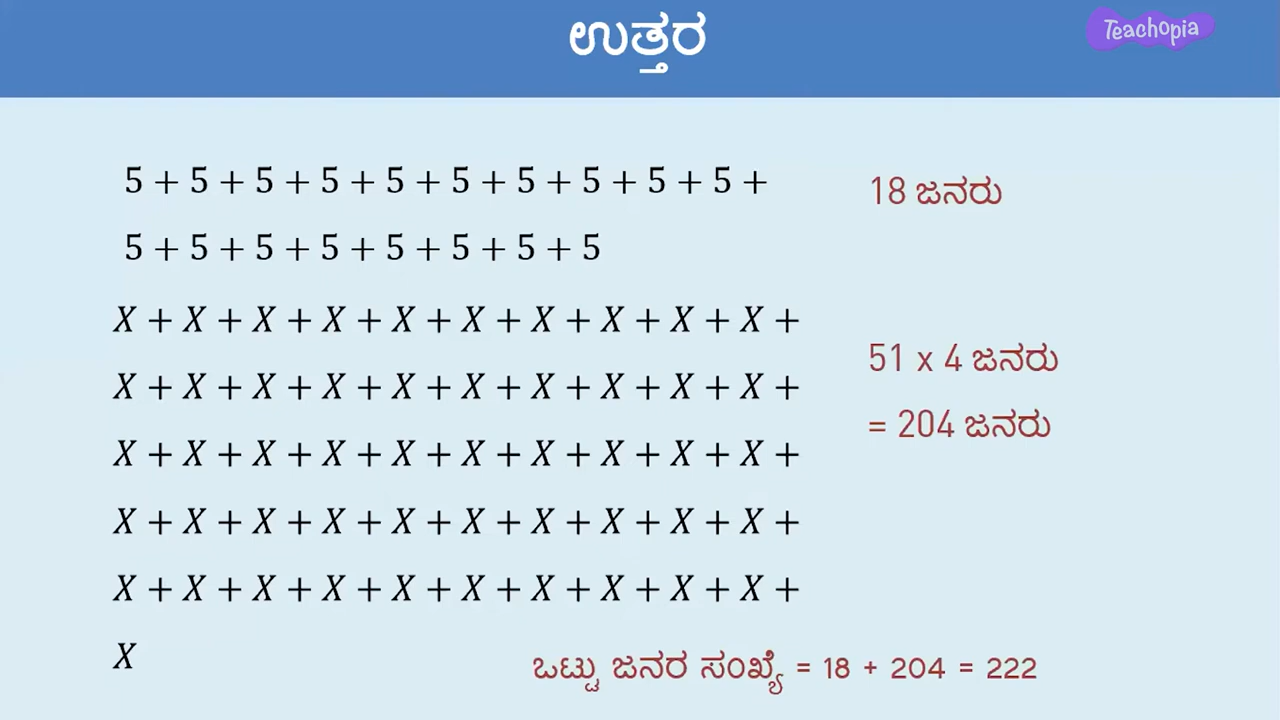 ಉತ್ತರ
Teachopia
5 + 5 + 5 + 5 + 5 + 5 + 5 + 5 + 5 + 5 +
5 + 5 + 5 + 5 + 5 + 5 + 5 + 5
18 ಜನರು
X + X + X + X + X + X + X + X + X + X +
X + X + X + X + X + X + X + X + X + X +
X + X + X + X + X + X + X + X + X + X +
X + X + X + X + X + X + X + X + X + X +
X + X + X + X + X + X + X + X + X + X +
X
51 x 4 ಜನರು
= 204 ಜನರು
ಒಟ್ಟು ಜನರ ಸಂಖ್ಯೆ = 18 + 204 = 222